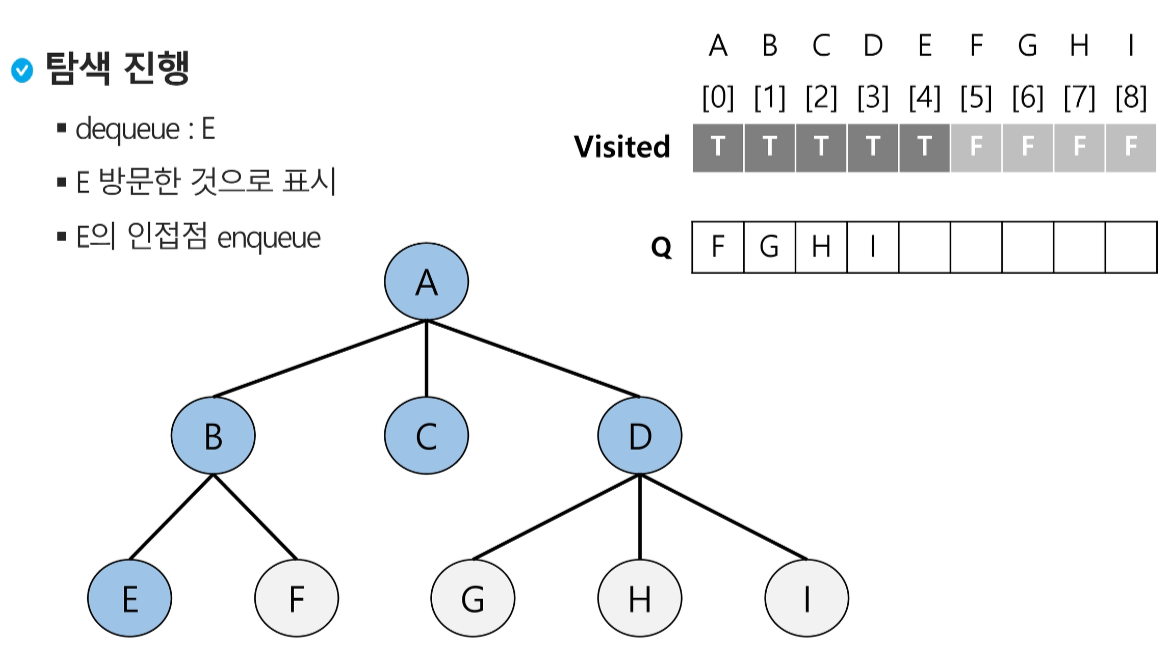 탐색 진행
▪ dequeue : E
▪ E 방문한 것으로 표시
▪ E의 인접점 enqueue
A B C D E F G H I
[0] [1] [2] [3] [4] [5] [6] [7] [8]
Visited T T T T T F F F F
Q F G H I
A
B C D
E F G H I